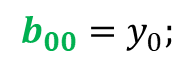 b₀₀ = y₀;